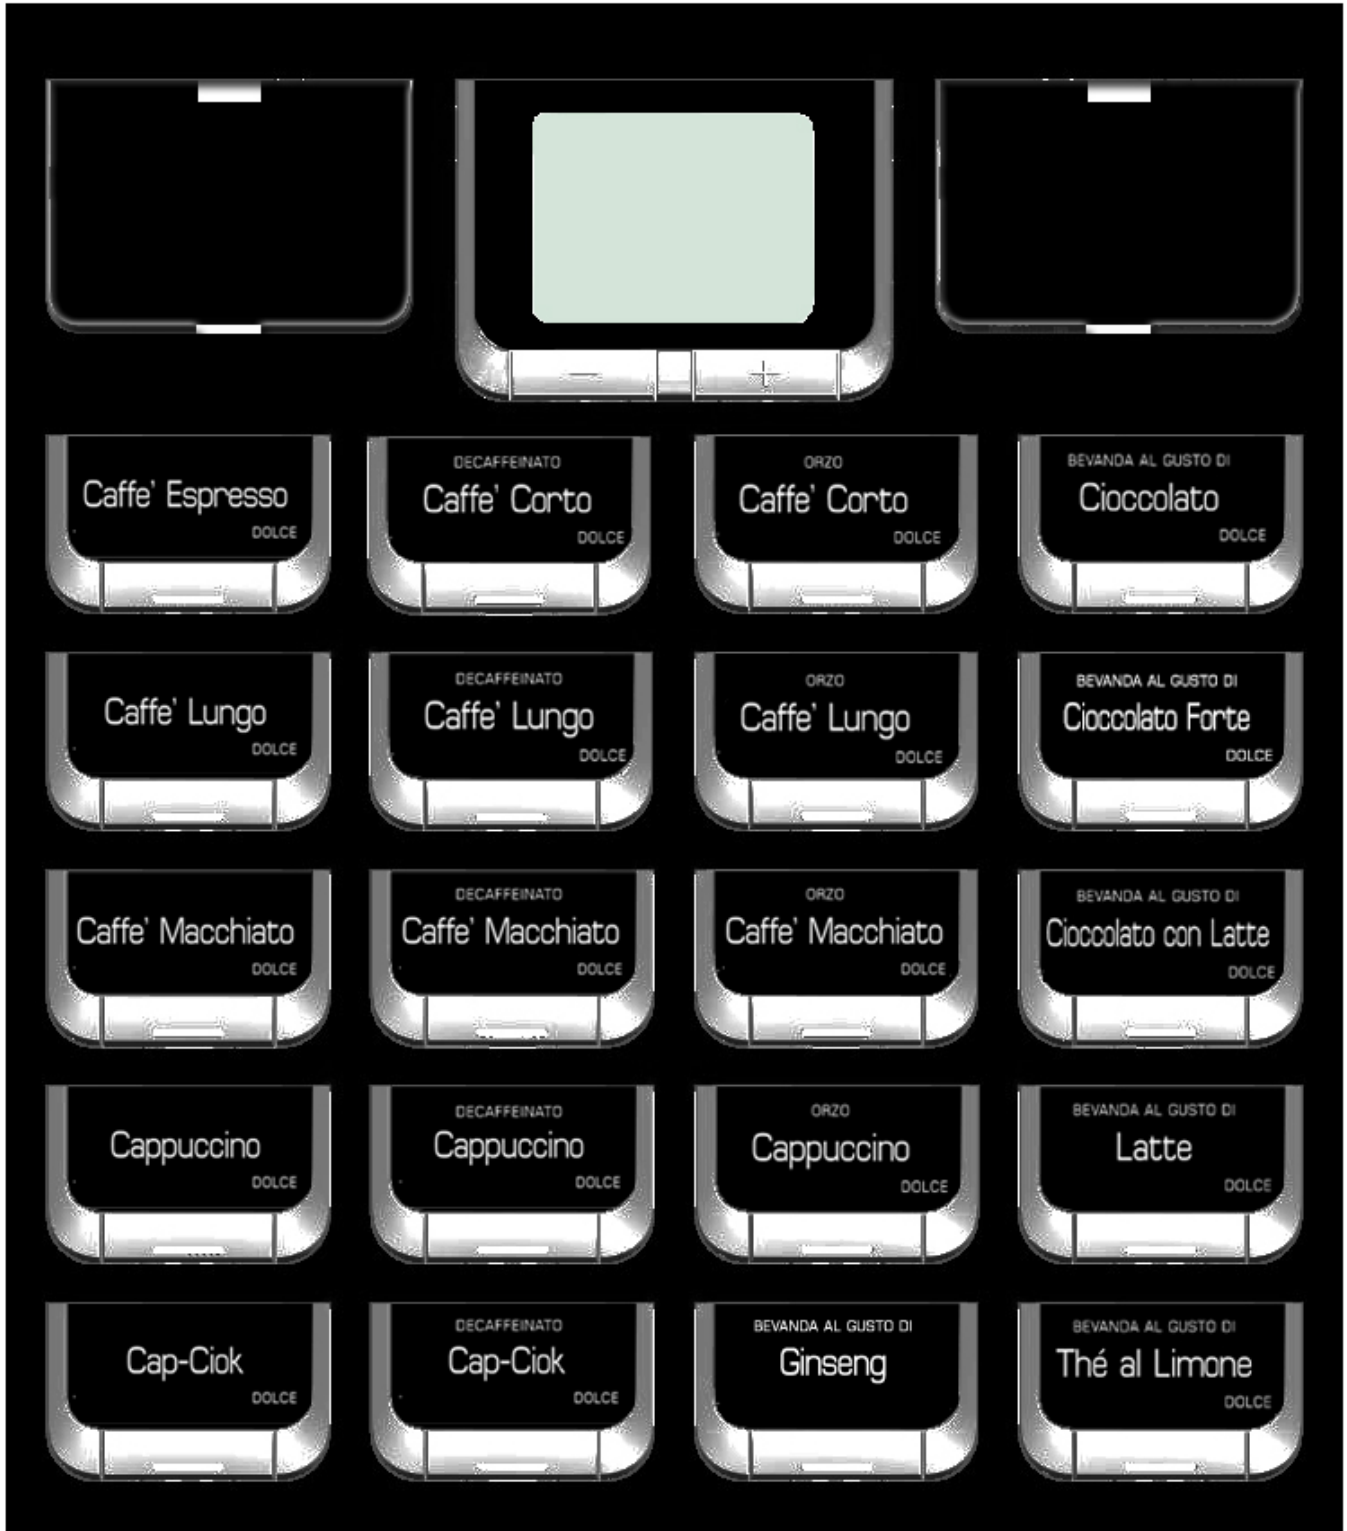 − +
Caffe' Espresso
DOLCE
DECAFFEINATO
Caffe' Corto
DOLCE
ORZO
Caffe' Corto
DOLCE
BEVANDA AL GUSTO DI
Cioccolato
DOLCE
Caffe' Lungo
DOLCE
DECAFFEINATO
Caffe' Lungo
DOLCE
ORZO
Caffe' Lungo
DOLCE
BEVANDA AL GUSTO DI
Cioccolato Forte
DOLCE
Caffe' Macchiato
DOLCE
DECAFFEINATO
Caffe' Macchiato
DOLCE
ORZO
Caffe' Macchiato
DOLCE
BEVANDA AL GUSTO DI
Cioccolato con Latte
DOLCE
Cappuccino
DOLCE
DECAFFEINATO
Cappuccino
DOLCE
ORZO
Cappuccino
DOLCE
BEVANDA AL GUSTO DI
Latte
DOLCE
Cap-Ciok
DOLCE
DECAFFEINATO
Cap-Ciok
DOLCE
BEVANDA AL GUSTO DI
Ginseng
BEVANDA AL GUSTO DI
Thé al Limone
DOLCE